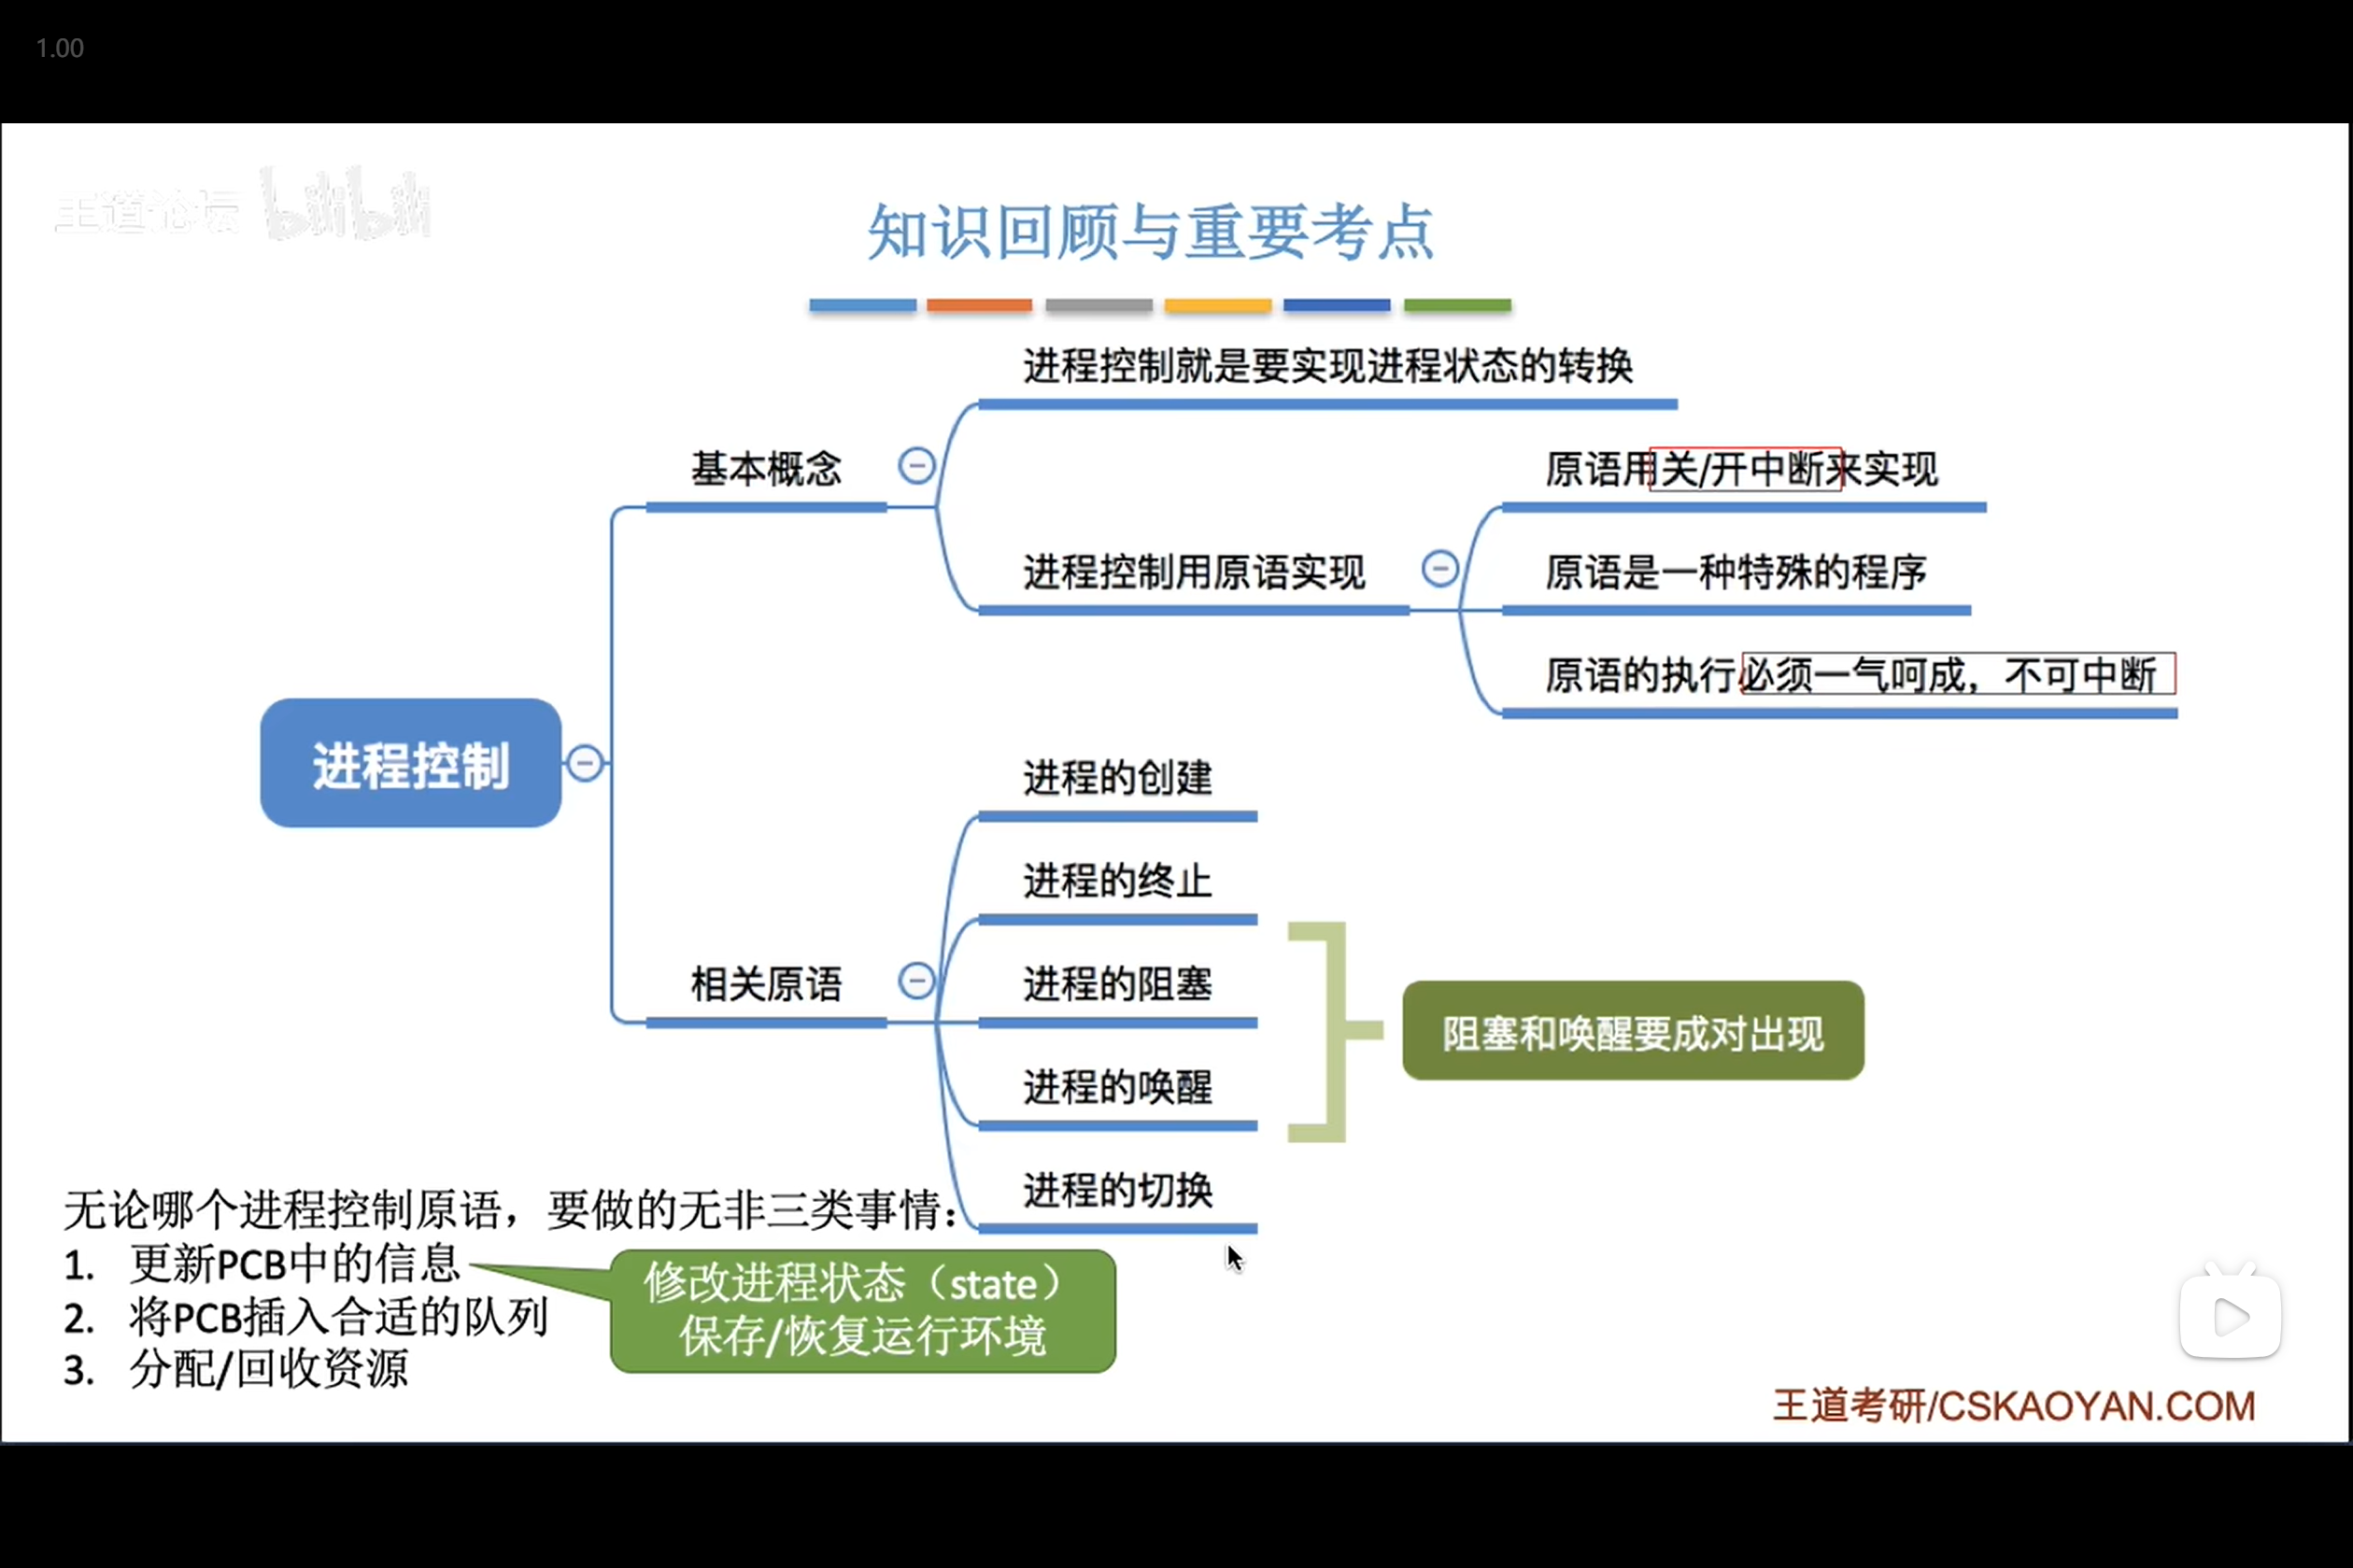 1.00
王道论坛 bilibili
知识回顾与重要考点
进程控制就是要实现进程状态的转换
基本概念
原语用关/开中断来实现
进程控制用原语实现
原语是一种特殊的程序
原语的执行必须一气呵成，不可中断
进程控制
进程的创建
进程的终止
相关原语
进程的阻塞
阻塞和唤醒要成对出现
进程的唤醒
进程的切换
无论哪个进程控制原语，要做的无非三类事情：
1. 更新PCB中的信息
2. 将PCB插入合适的队列
3. 分配/回收资源
修改进程状态（state）
保存/恢复运行环境
王道考研/CSKAOYAN.COM